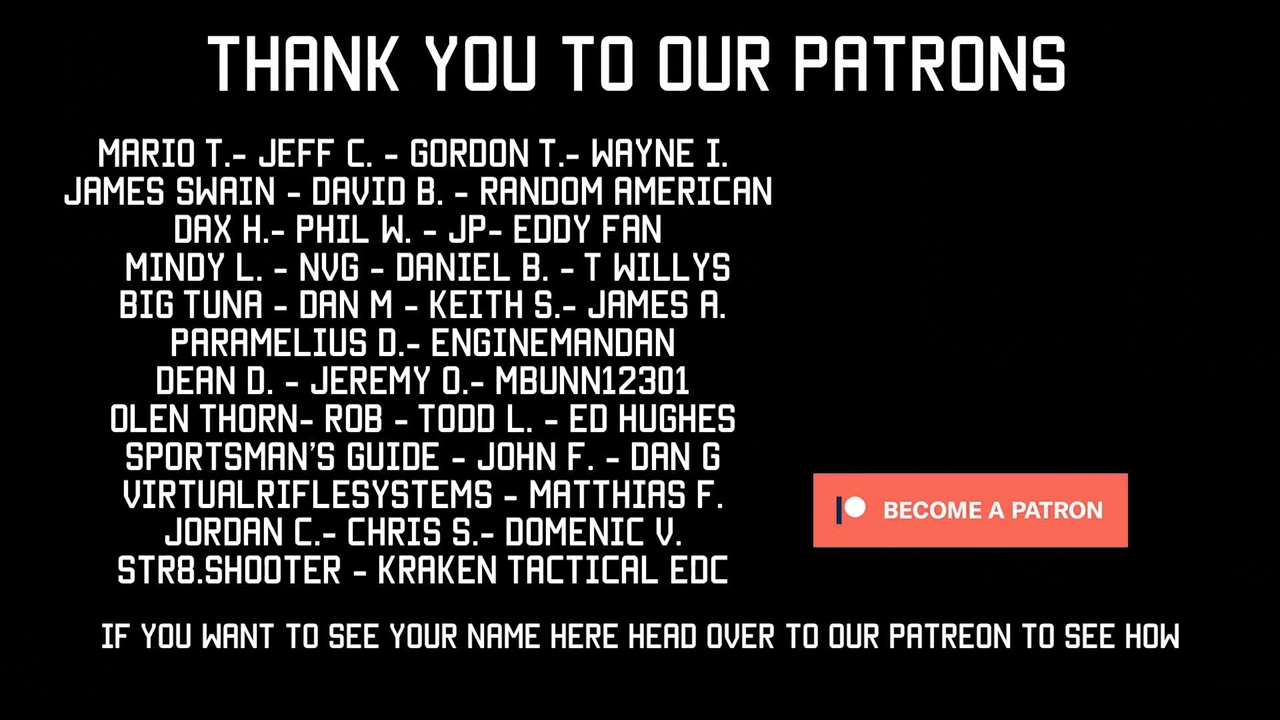 THANK YOU TO OUR PATRONS
MARIO T.- JEFF C. - GORDON T.- WAYNE I.
JAMES SWAIN - DAVID B. - RANDOM AMERICAN
DAX H.- PHIL W. - JP- EDDY FAN
MINDY L. - NVG - DANIEL B. - T WILLYS
BIG TUNA - DAN M - KEITH S.- JAMES A.
PARAMELIUS D.- ENGINEMANDAN
DEAN D. - JEREMY O.- MBUNN12301
OLEN THORN- ROB - TODD L. - ED HUGHES
SPORTSMAN'S GUIDE - JOHN F. - DAN G
VIRTUALRIFLESYSTEMS - MATTHIAS F.
JORDAN C.- CHRIS S.- DOMENIC V.
STR8.SHOOTER - KRAKEN TACTICAL EDC
BECOME A PATRON
IF YOU WANT TO SEE YOUR NAME HERE HEAD OVER TO OUR PATREON TO SEE HOW